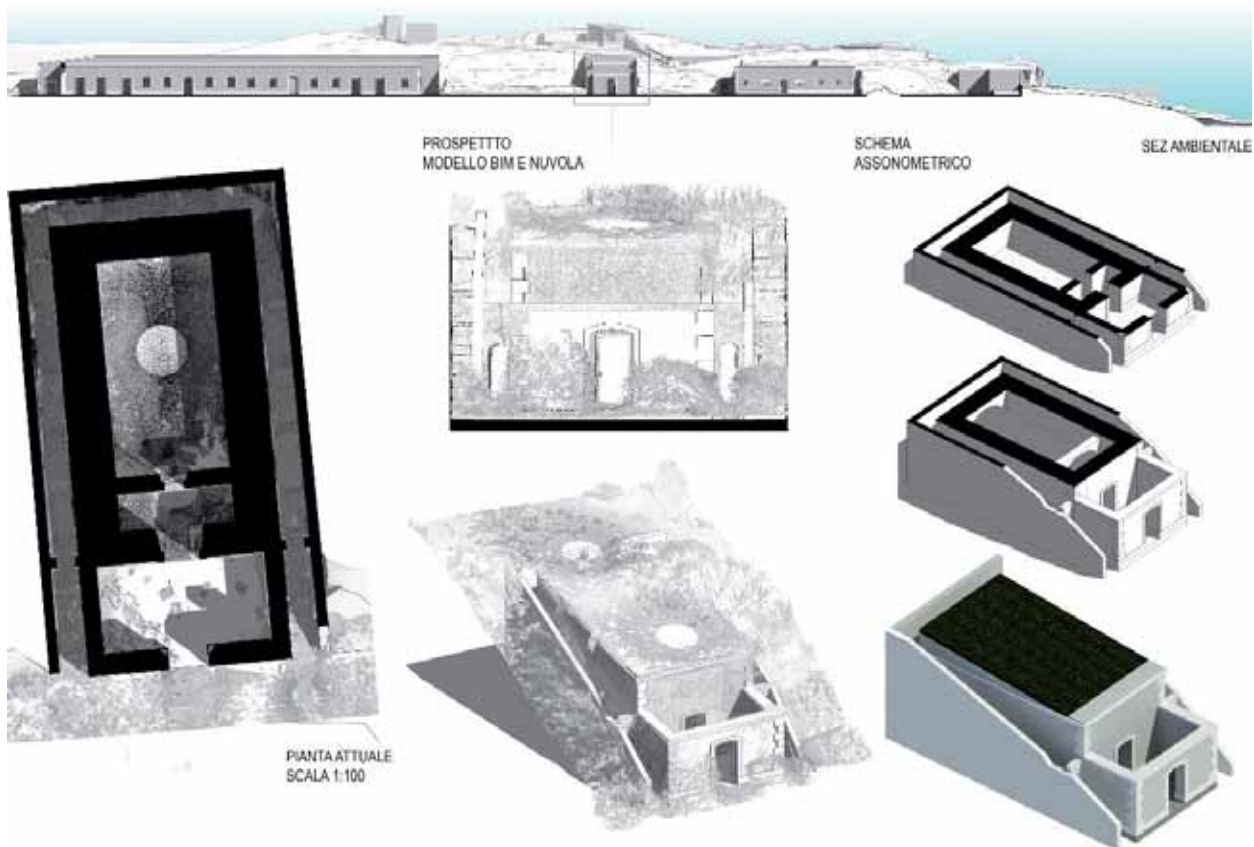 PROSPETTTO
MODELLO BIM E NUVOLA
SCHEMA
ASSONOMETRICO
SEZ AMBIENTALE
PIANTA ATTUALE
SCALA 1:100